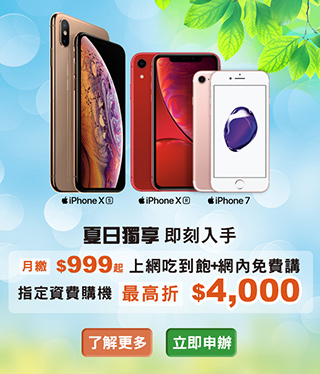 iPhone XS iPhone XR iPhone 7
夏日獨享 即刻入手
月繳 $999起 上網吃到飽+網內免費講
指定資費購機 最高折 $4,000
了解更多 立即申辦